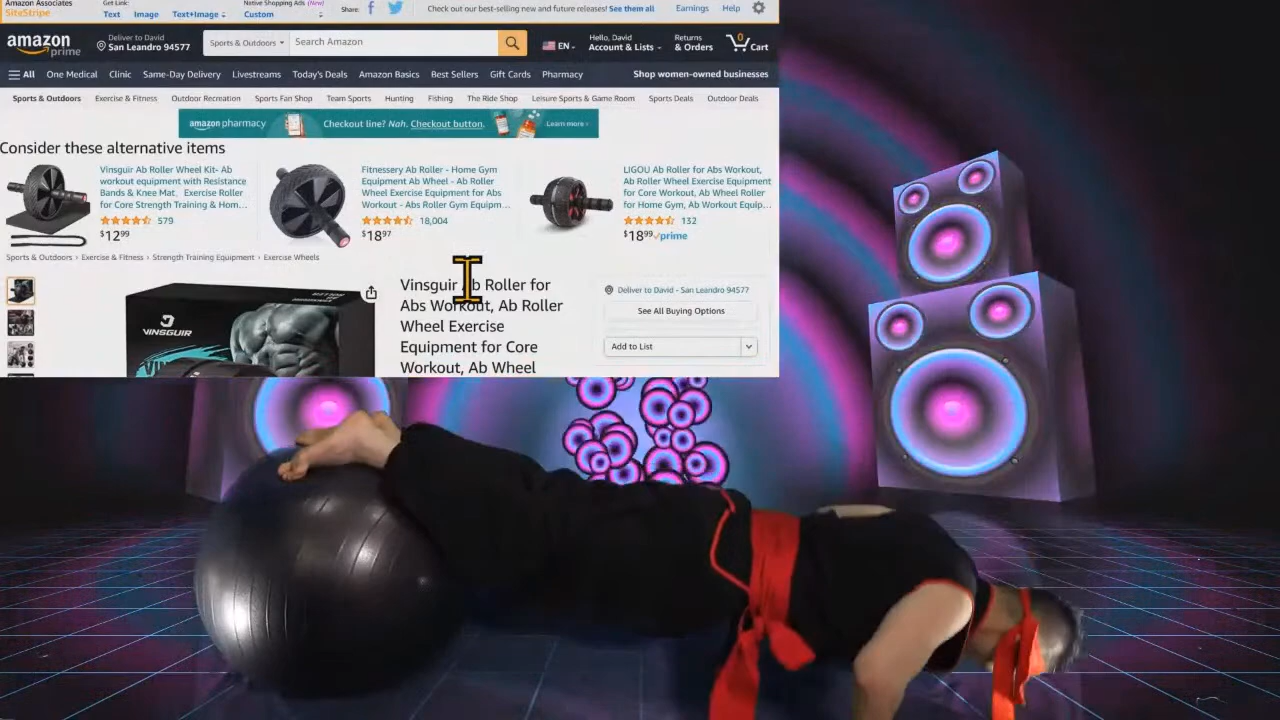 Amazon Associates
SiteStripe
Get Link:
Text Image Text+Image
Native Shopping Ads (New)
Custom
Share:
Check out our best-selling new and future releases! See them all
Earnings Help
amazon prime
Deliver to David
San Leandro 94577
Sports & Outdoors
Search Amazon
EN
Hello, David
Account & Lists
Returns
& Orders
0
Cart
All One Medical Clinic Same-Day Delivery Livestreams Today's Deals Amazon Basics Best Sellers Gift Cards Pharmacy Shop women-owned businesses
Sports & Outdoors Exercise & Fitness Outdoor Recreation Sports Fan Shop Team Sports Hunting Fishing The Ride Shop Leisure Sports & Game Room Sports Deals Outdoor Deals
amazon pharmacy Checkout line? Nah. Checkout button. Learn more ›
Consider these alternative items
Vinsguir Ab Roller Wheel Kit- Ab
workout equipment with Resistance
Bands & Knee Mat, Exercise Roller
for Core Strength Training & Hom...
579
$12⁹⁹
Fitnessery Ab Roller - Home Gym
Equipment Ab Wheel - Ab Roller
Wheel Exercise Equipment for Abs
Workout - Abs Roller Gym Equipm...
18,004
$18⁹⁷
LIGOU Ab Roller for Abs Workout,
Ab Roller Wheel Exercise Equipment
for Core Workout, Ab Wheel Roller
for Home Gym, Ab Workout Equip...
132
$18⁹⁹ prime
Sports & Outdoors › Exercise & Fitness › Strength Training Equipment › Exercise Wheels
VINSGUIR
Vinsguir Ab Roller for
Abs Workout, Ab Roller
Wheel Exercise
Equipment for Core
Workout, Ab Wheel
Deliver to David - San Leandro 94577
See All Buying Options
Add to List